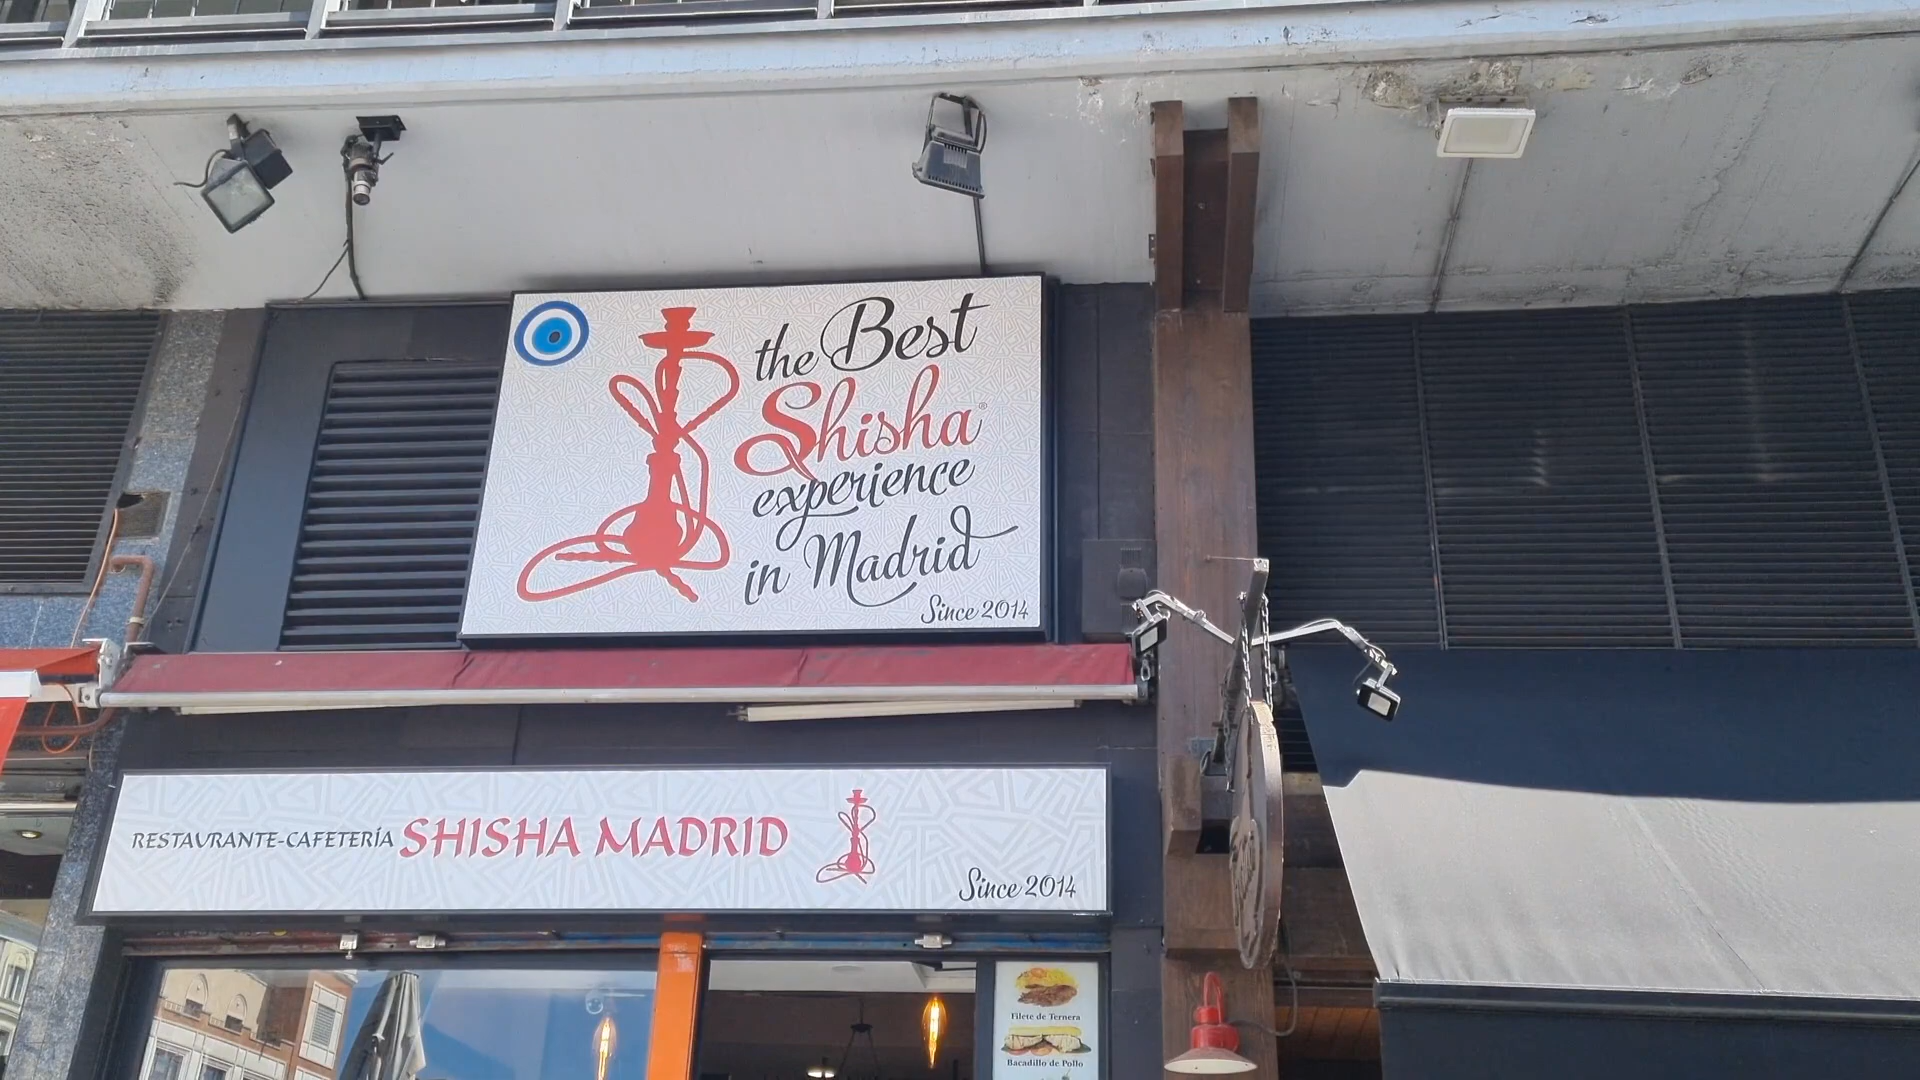 the Best
Shisha®
experience
in Madrid
Since 2014
RESTAURANTE-CAFETERÍA SHISHA MADRID
Since 2014
Filete de Ternera
Bacadillo de Pollo